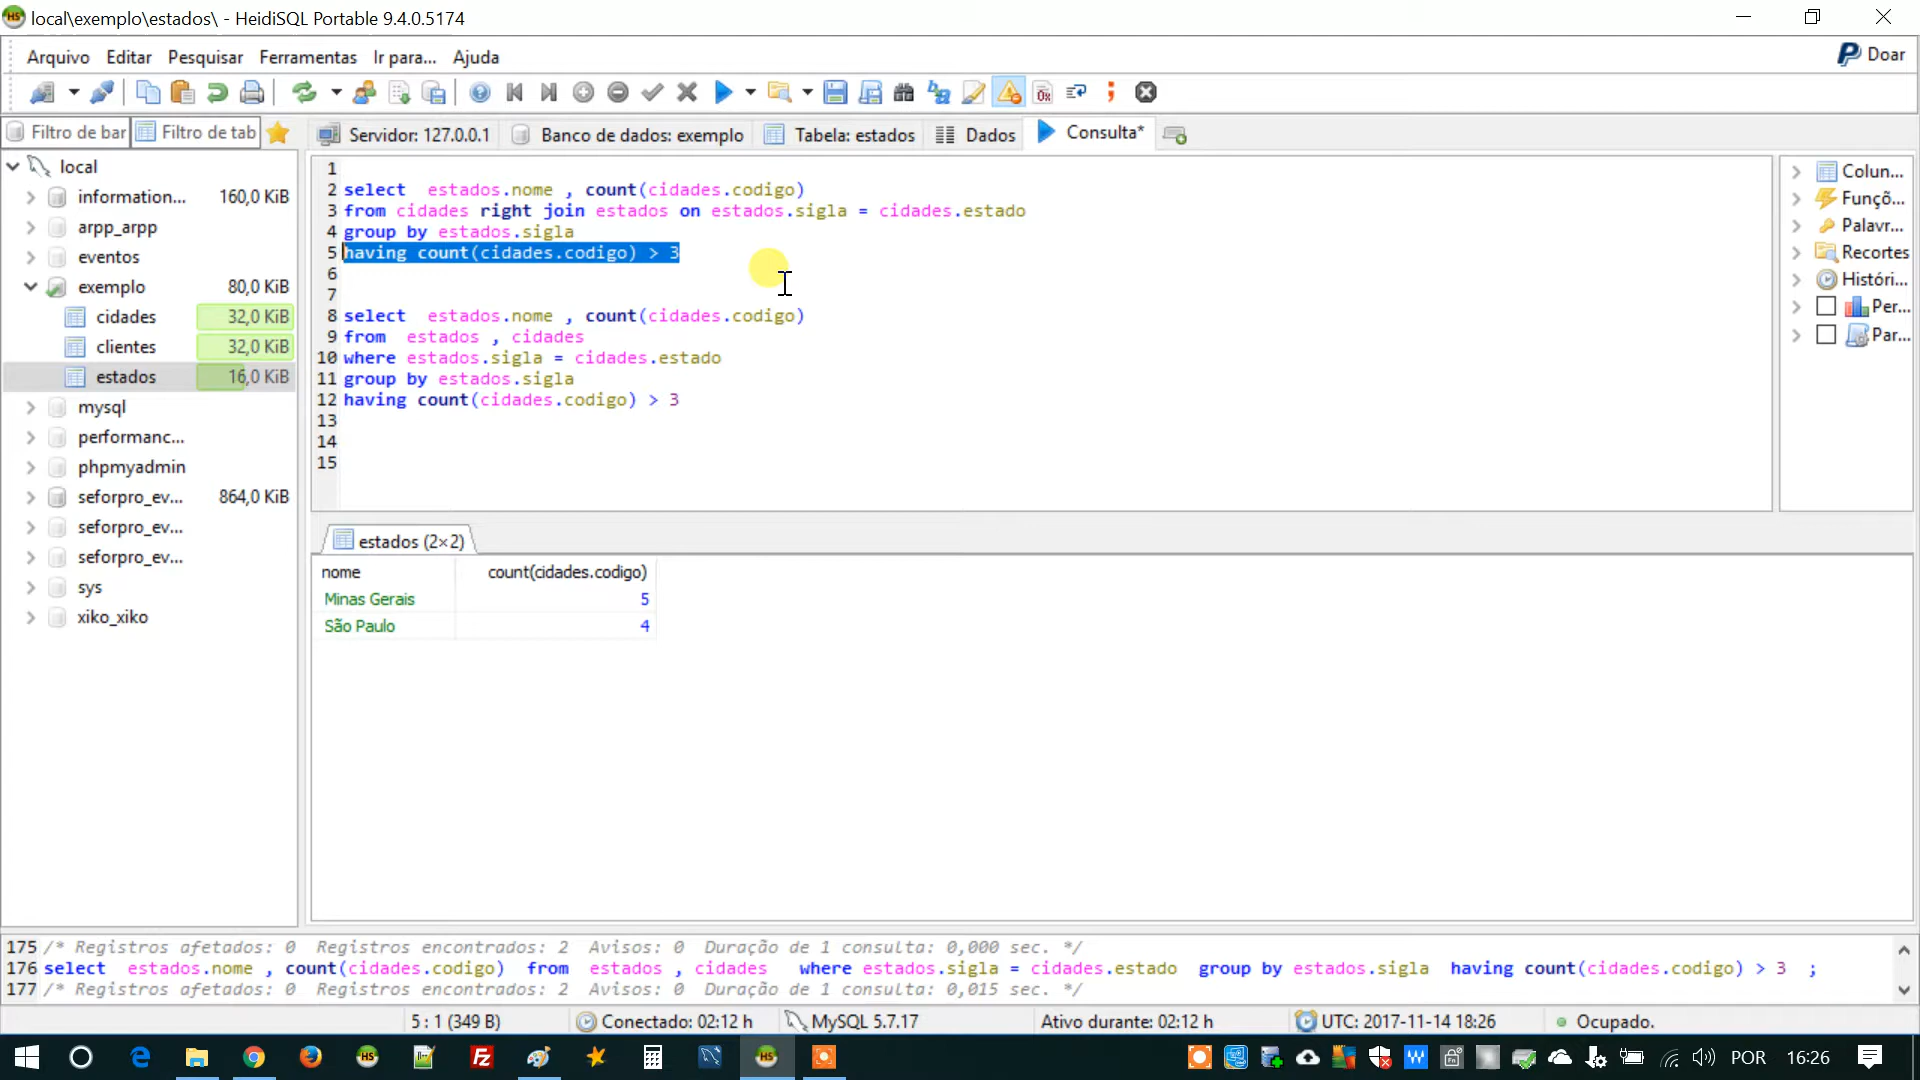 local\exemplo\estados\ - HeidiSQL Portable 9.4.0.5174
Arquivo Editar Pesquisar Ferramentas Ir para... Ajuda
Doar
Filtro de bar Filtro de tab
Servidor: 127.0.0.1 Banco de dados: exemplo Tabela: estados Dados Consulta*
local
information... 160,0 KiB
arpp_arpp
eventos
exemplo 80,0 KiB
cidades 32,0 KiB
clientes 32,0 KiB
estados 16,0 KiB
mysql
performanc...
phpmyadmin
seforpro_ev... 864,0 KiB
seforpro_ev...
seforpro_ev...
sys
xiko_xiko
1
2 select estados.nome , count(cidades.codigo)
3 from cidades right join estados on estados.sigla = cidades.estado
4 group by estados.sigla
5 having count(cidades.codigo) > 3
6
7
8 select estados.nome , count(cidades.codigo)
9 from estados , cidades
10 where estados.sigla = cidades.estado
11 group by estados.sigla
12 having count(cidades.codigo) > 3
13
14
15
Colun...
Funçõ...
Palavr...
Recortes
Históri...
Per...
Par...
estados (2×2)
nome count(cidades.codigo)
Minas Gerais 5
São Paulo 4
175 /* Registros afetados: 0 Registros encontrados: 2 Avisos: 0 Duração de 1 consulta: 0,000 sec. */
176 select estados.nome , count(cidades.codigo) from estados , cidades where estados.sigla = cidades.estado group by estados.sigla having count(cidades.codigo) > 3 ;
177 /* Registros afetados: 0 Registros encontrados: 2 Avisos: 0 Duração de 1 consulta: 0,015 sec. */
5 : 1 (349 B) Conectado: 02:12 h MySQL 5.7.17 Ativo durante: 02:12 h UTC: 2017-11-14 18:26 Ocupado.
POR 16:26